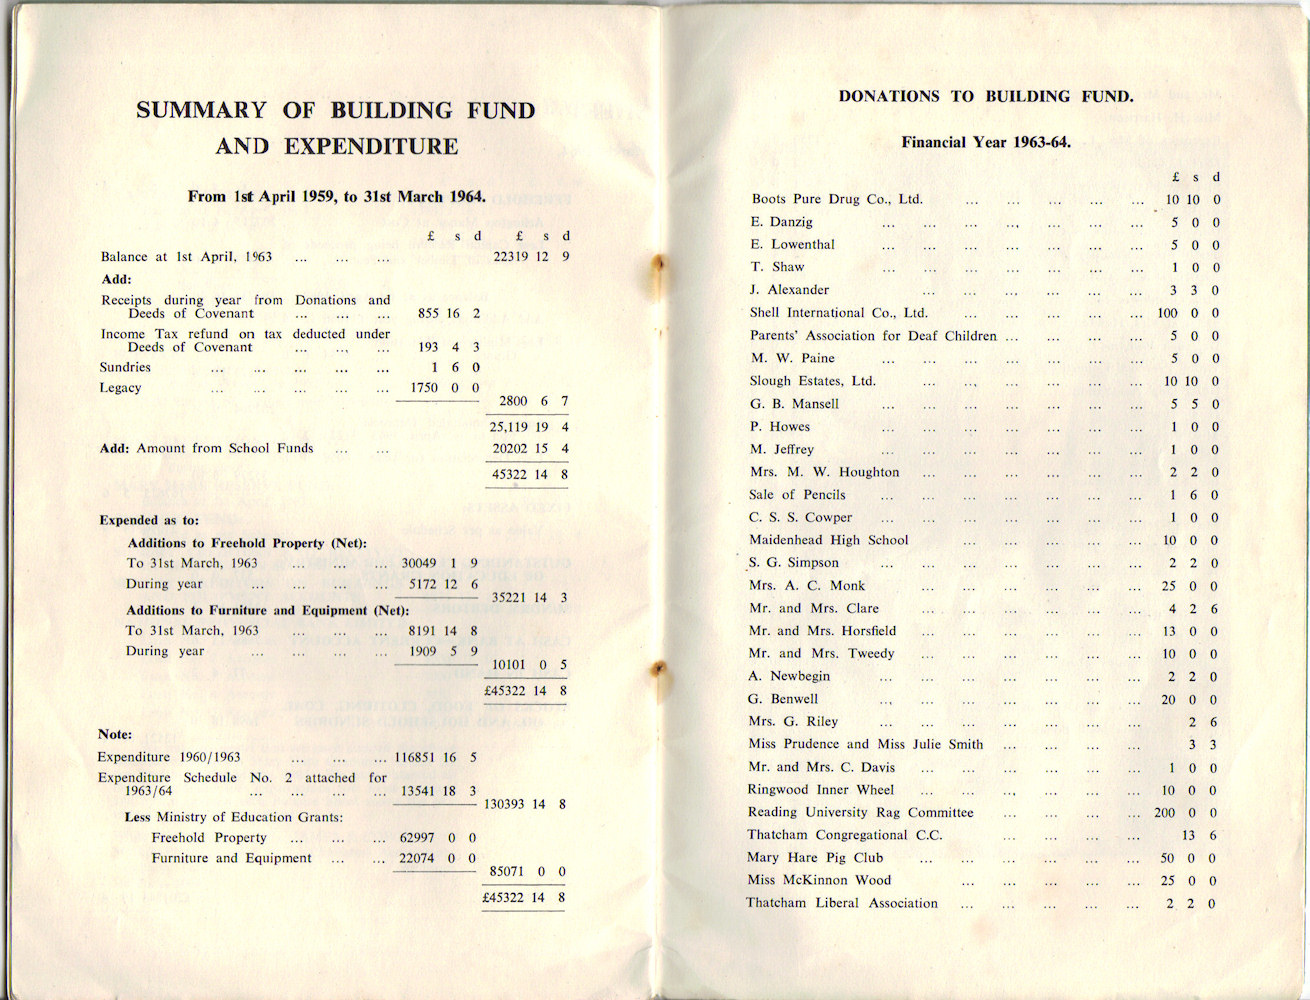 SUMMARY OF BUILDING FUND
AND EXPENDITURE
From 1st April 1959, to 31st March 1964.
£ s d £ s d
Balance at 1st April, 1963 ... ... ... 22319 12 9
Add:
Receipts during year from Donations and
Deeds of Covenant ... ... ... 855 16 2
Income Tax refund on tax deducted under
Deeds of Covenant ... ... ... 193 4 3
Sundries ... ... ... ... ... 1 6 0
Legacy ... ... ... ... ... 1750 0 0
2800 6 7
25,119 19 4
Add: Amount from School Funds ... ... 20202 15 4
45322 14 8
Expended as to:
Additions to Freehold Property (Net):
To 31st March, 1963 ... ... ... 30049 1 9
During year ... ... ... ... 5172 12 6
35221 14 3
Additions to Furniture and Equipment (Net):
To 31st March, 1963 ... ... ... 8191 14 8
During year ... ... ... ... 1909 5 9
10101 0 5
£45322 14 8
Note:
Expenditure 1960/1963 ... ... ... 116851 16 5
Expenditure Schedule No. 2 attached for
1963/64 ... ... ... ... 13541 18 3
130393 14 8
Less Ministry of Education Grants:
Freehold Property ... ... ... 62997 0 0
Furniture and Equipment ... ... 22074 0 0
85071 0 0
£45322 14 8
DONATIONS TO BUILDING FUND.
Financial Year 1963-64.
£ s d
Boots Pure Drug Co., Ltd. ... ... ... ... ... 10 10 0
E. Danzig ... ... ... ... ... ... ... 5 0 0
E. Lowenthal ... ... ... ... ... ... ... 5 0 0
T. Shaw ... ... ... ... ... ... ... 1 0 0
J. Alexander ... ... ... ... ... ... 3 3 0
Shell International Co., Ltd. ... ... ... ... ... 100 0 0
Parents' Association for Deaf Children ... ... ... ... 5 0 0
M. W. Paine ... ... ... ... ... ... ... 5 0 0
Slough Estates, Ltd. ... ... ... ... ... ... 10 10 0
G. B. Mansell ... ... ... ... ... ... ... 5 5 0
P. Howes ... ... ... ... ... ... ... 1 0 0
M. Jeffrey ... ... ... ... ... ... ... 1 0 0
Mrs. M. W. Houghton ... ... ... ... ... ... 2 2 0
Sale of Pencils ... ... ... ... ... ... ... 1 6 0
C. S. S. Cowper ... ... ... ... ... ... ... 1 0 0
Maidenhead High School ... ... ... ... ... 10 0 0
S. G. Simpson ... ... ... ... ... ... ... 2 2 0
Mrs. A. C. Monk ... ... ... ... ... ... ... 25 0 0
Mr. and Mrs. Clare ... ... ... ... ... ... 4 2 6
Mr. and Mrs. Horsfield ... ... ... ... ... ... 13 0 0
Mr. and Mrs. Tweedy ... ... ... ... ... ... 10 0 0
A. Newbegin ... ... ... ... ... ... ... 2 2 0
G. Benwell ... ... ... ... ... ... ... 20 0 0
Mrs. G. Riley ... ... ... ... ... ... ... 2 6
Miss Prudence and Miss Julie Smith ... ... ... ... 3 3
Mr. and Mrs. C. Davis ... ... ... ... ... ... 1 0 0
Ringwood Inner Wheel ... ... ... ... ... ... 10 0 0
Reading University Rag Committee ... ... ... ... 200 0 0
Thatcham Congregational C.C. ... ... ... ... 13 6
Mary Hare Pig Club ... ... ... ... ... ... 50 0 0
Miss McKinnon Wood ... ... ... ... ... 25 0 0
Thatcham Liberal Association ... ... ... ... ... 2 2 0